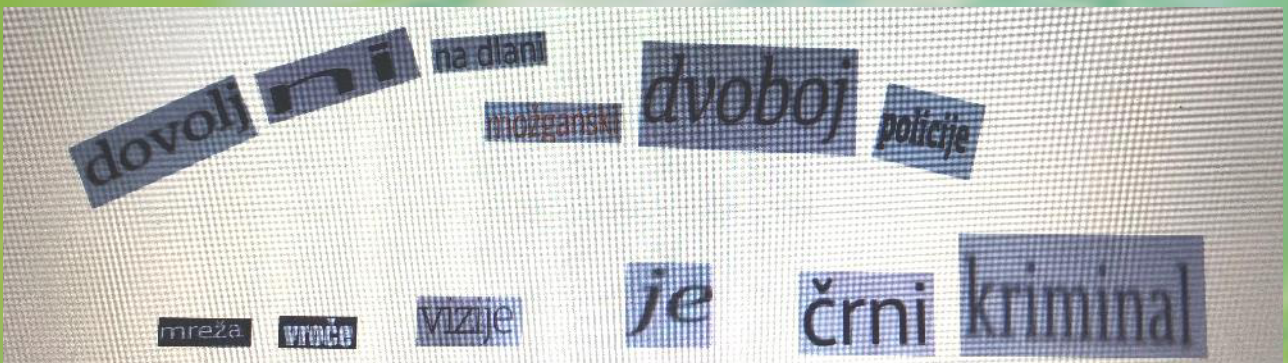 dovolj ni na dlani
možganski dvoboj policije
mreža vroče vizije je črni kriminal